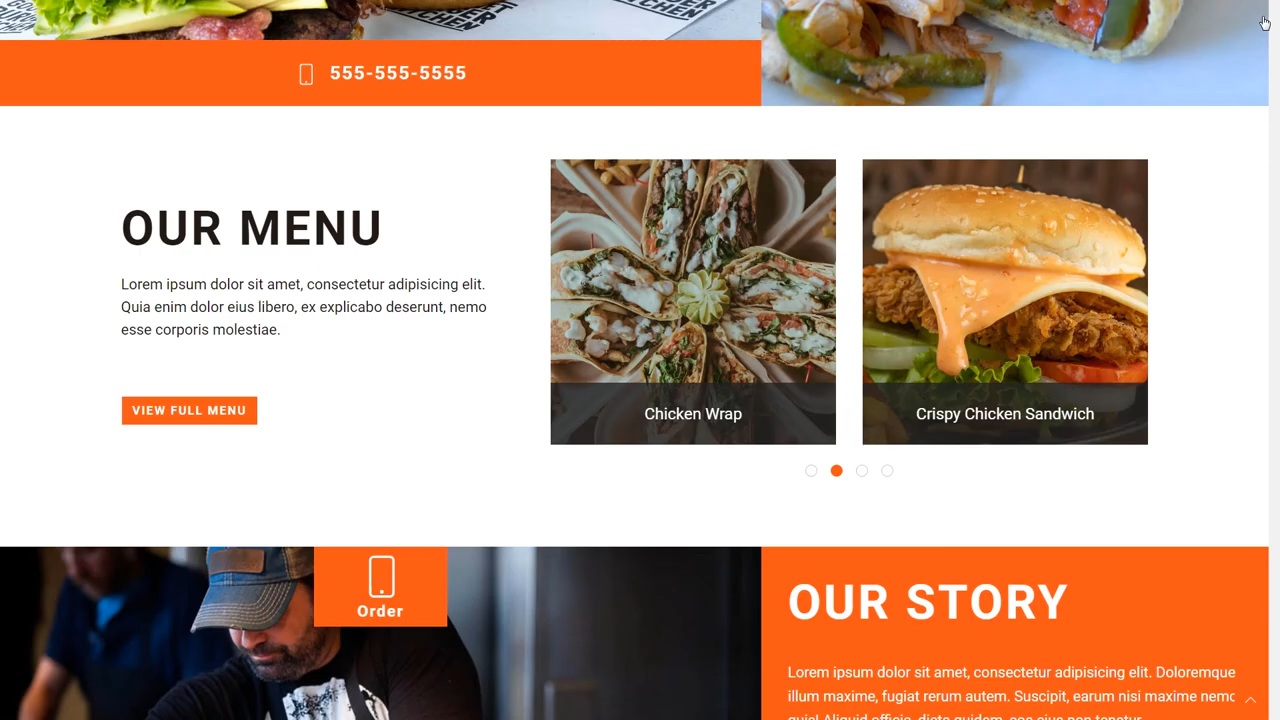 555-555-5555
OUR MENU
Lorem ipsum dolor sit amet, consectetur adipisicing elit.
Quia enim dolor eius libero, ex explicabo deserunt, nemo
esse corporis molestiae.
VIEW FULL MENU
Chicken Wrap
Crispy Chicken Sandwich
Order
OUR STORY
Lorem ipsum dolor sit amet, consectetur adipisicing elit. Doloremque
illum maxime, fugiat rerum autem. Suscipit, earum nisi maxime nemo